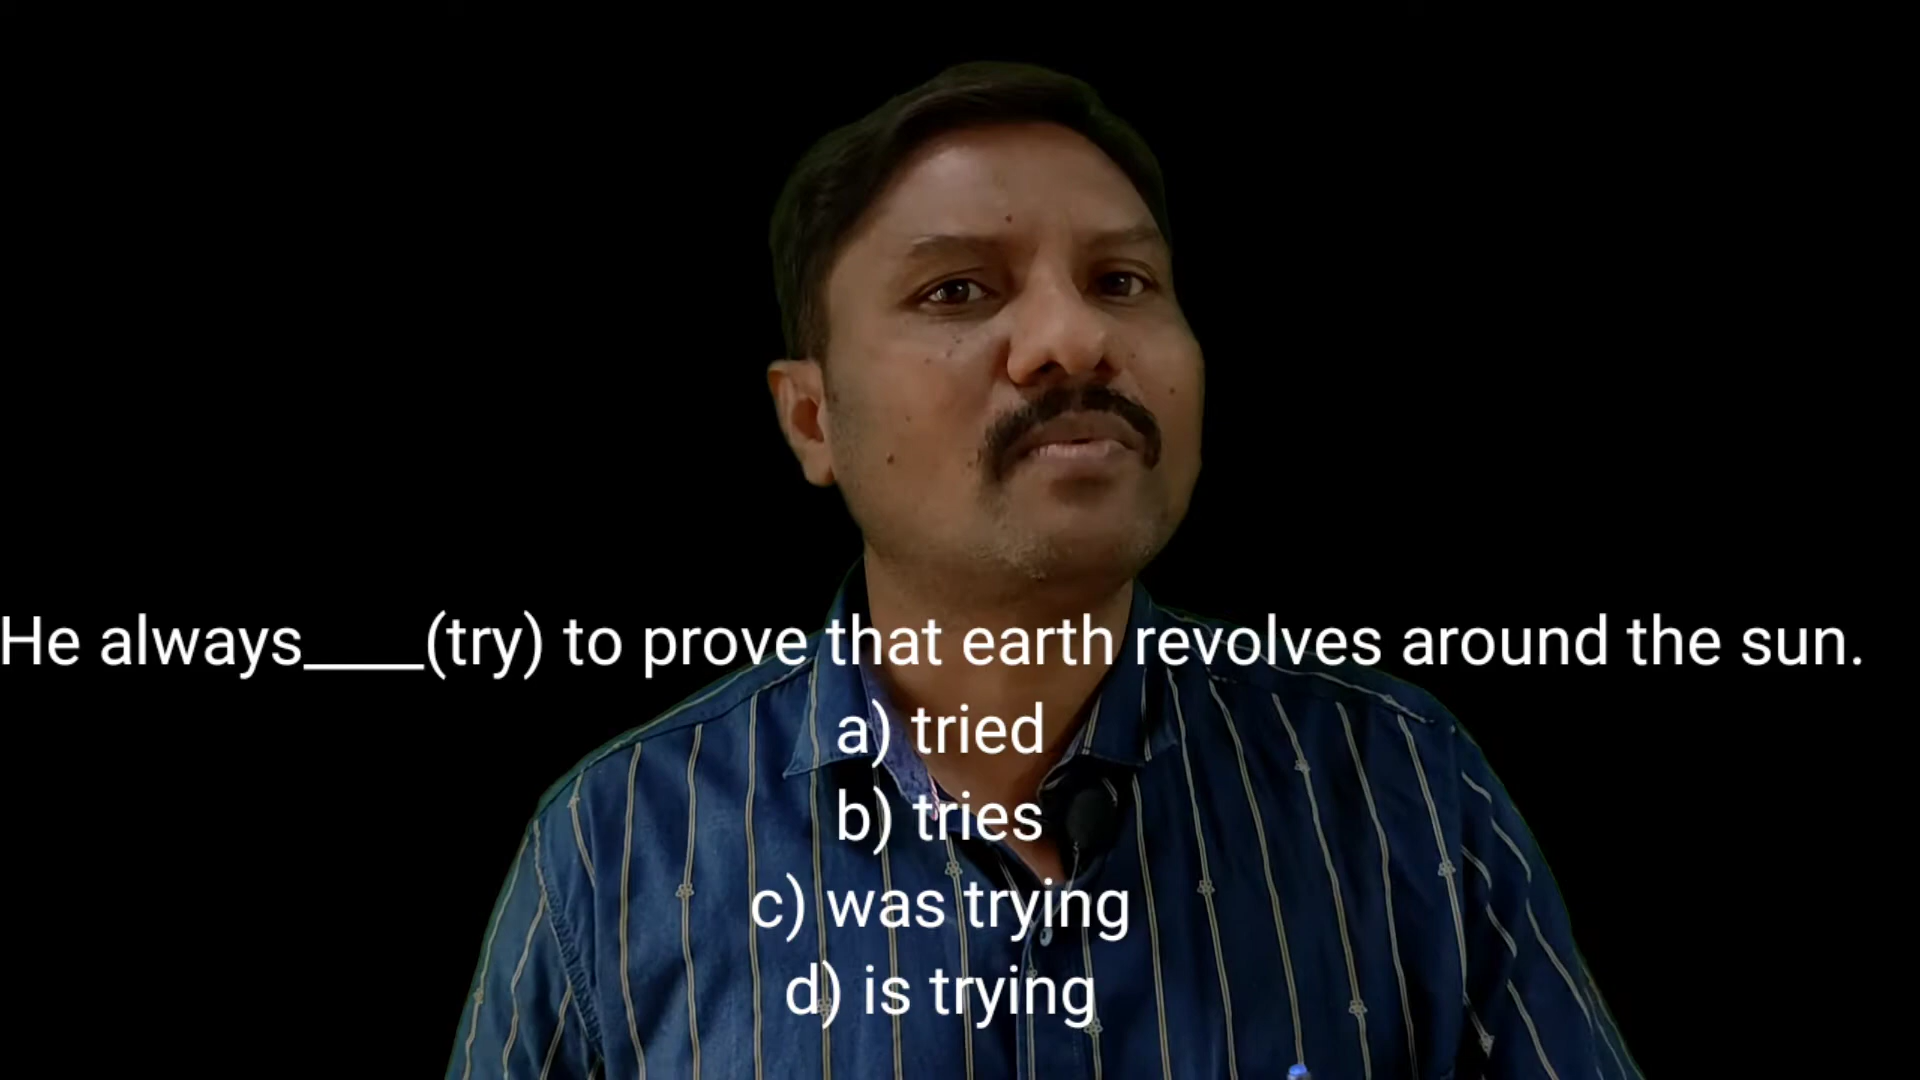 He always____(try) to prove that earth revolves around the sun.
a) tried
b) tries
c) was trying
d) is trying